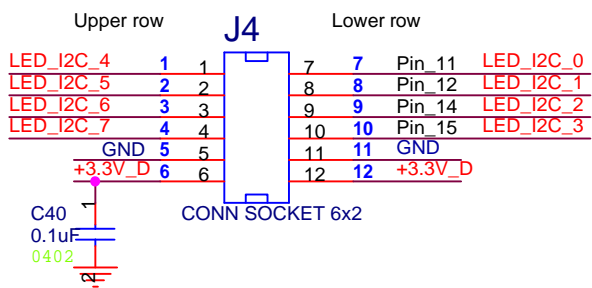 Upper row J4 Lower row
LED_I2C_4 1 1 7 7 Pin_11 LED_I2C_0
LED_I2C_5 2 2 8 8 Pin_12 LED_I2C_1
LED_I2C_6 3 3 9 9 Pin_14 LED_I2C_2
LED_I2C_7 4 4 10 10 Pin_15 LED_I2C_3
GND 5 5 11 11 GND
+3.3V_D 6 6 12 12 +3.3V_D
1
C40 CONN SOCKET 6x2
0.1uF
0402
2